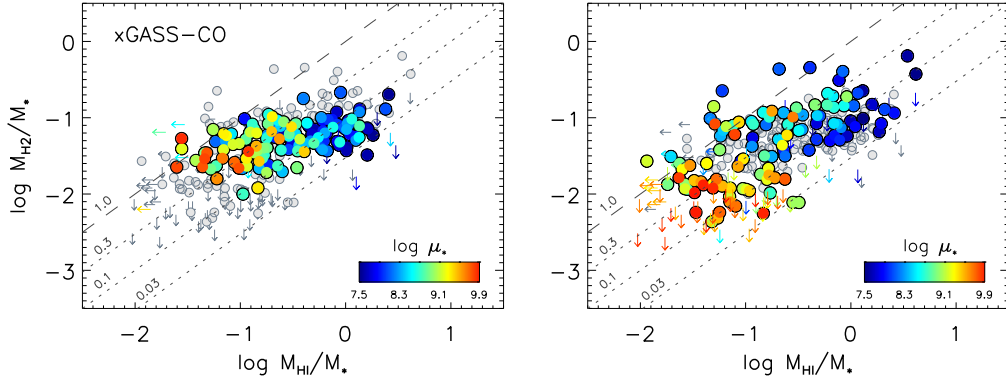 xGASS-CO
log M_H2/M_*
0
-1
-2
-3
1.0
0.3
0.1
0.03
log μ_*
7.5 8.3 9.1 9.9
-2 -1 0 1
log M_HI/M_*
0
-1
-2
-3
1.0
0.3
0.1
0.03
log μ_*
7.5 8.3 9.1 9.9
-2 -1 0 1
log M_HI/M_*